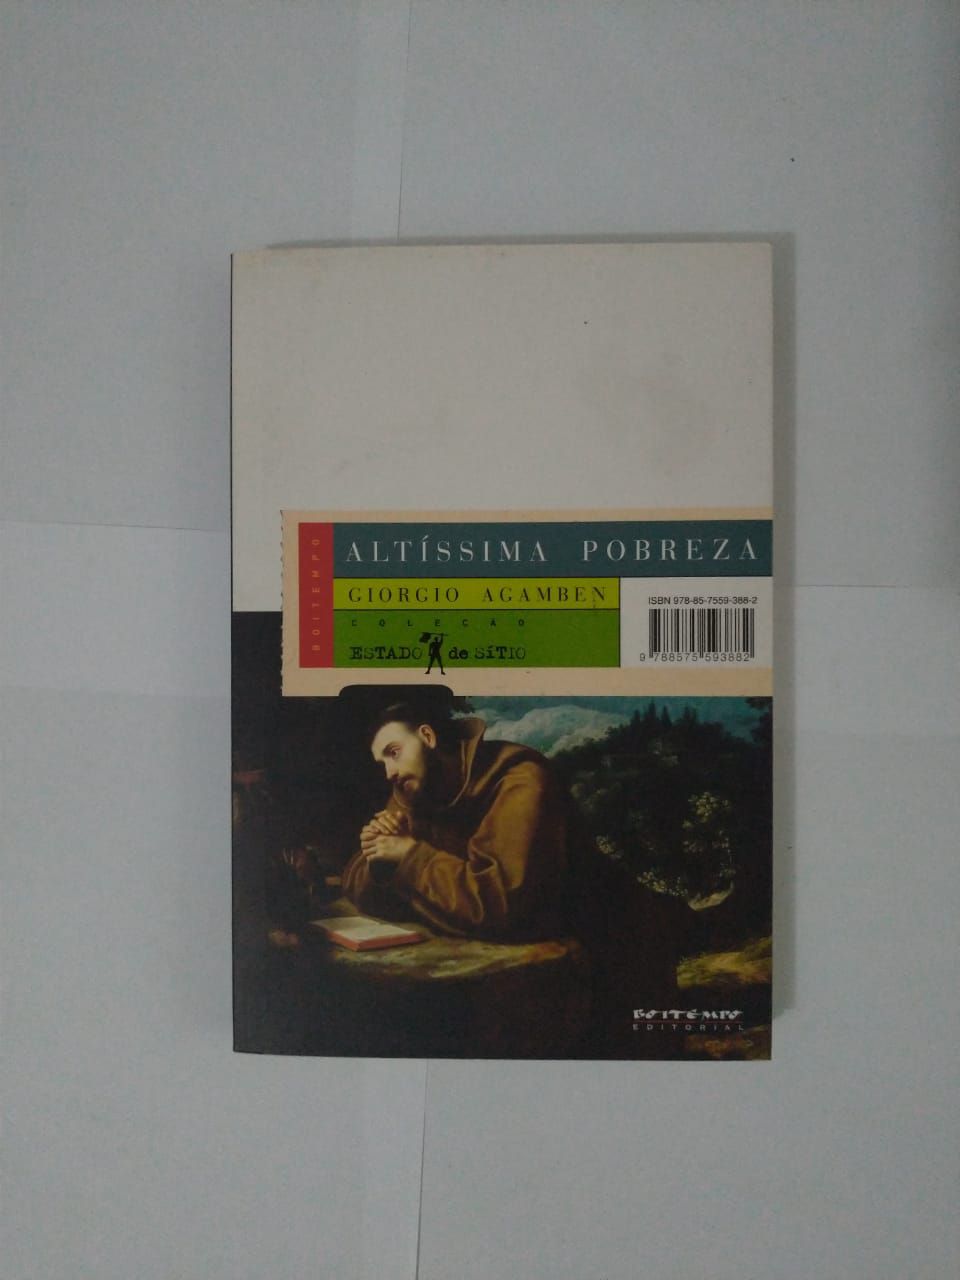 BOITEMPO
ALTÍSSIMA POBREZA
GIORGIO AGAMBEN
COLEÇÃO
ESTADO de SíTIO
ISBN 978-85-7559-388-2
9 788575 593882
BOITEMPO
EDITORIAL